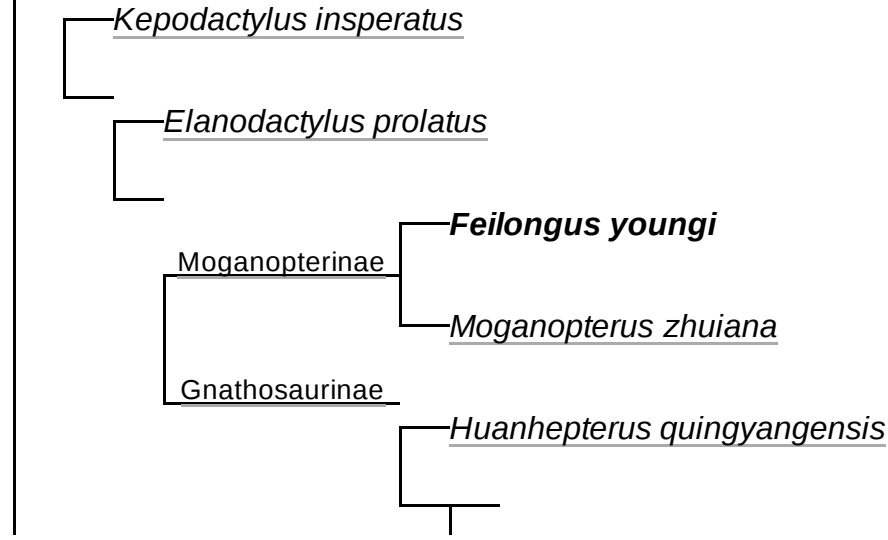 Kepodactylus insperatus
Elanodactylus prolatus
Feilongus youngi
Moganopterinae
Moganopterus zhuiana
Gnathosaurinae
Huanhepterus quingyangensis